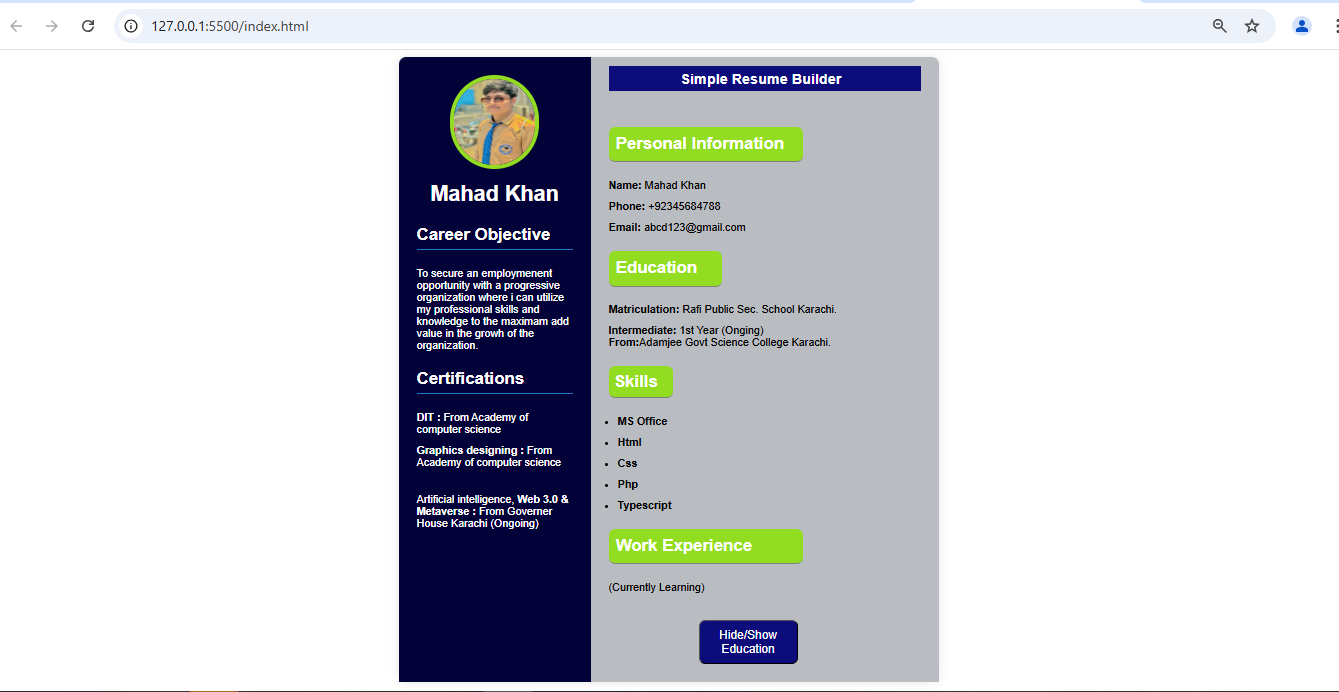 127.0.0.1:5500/index.html
Mahad Khan
Career Objective
To secure an employmenent
opportunity with a progressive
organization where i can utilize
my professional skills and
knowledge to the maximam add
value in the growh of the
organization.
Certifications
DIT : From Academy of
computer science
Graphics designing : From
Academy of computer science
Artificial intelligence, Web 3.0 &
Metaverse : From Governer
House Karachi (Ongoing)
Simple Resume Builder
Personal Information
Name: Mahad Khan
Phone: +92345684788
Email: abcd123@gmail.com
Education
Matriculation: Rafi Public Sec. School Karachi.
Intermediate: 1st Year (Onging)
From:Adamjee Govt Science College Karachi.
Skills
MS Office
Html
Css
Php
Typescript
Work Experience
(Currently Learning)
Hide/Show
Education